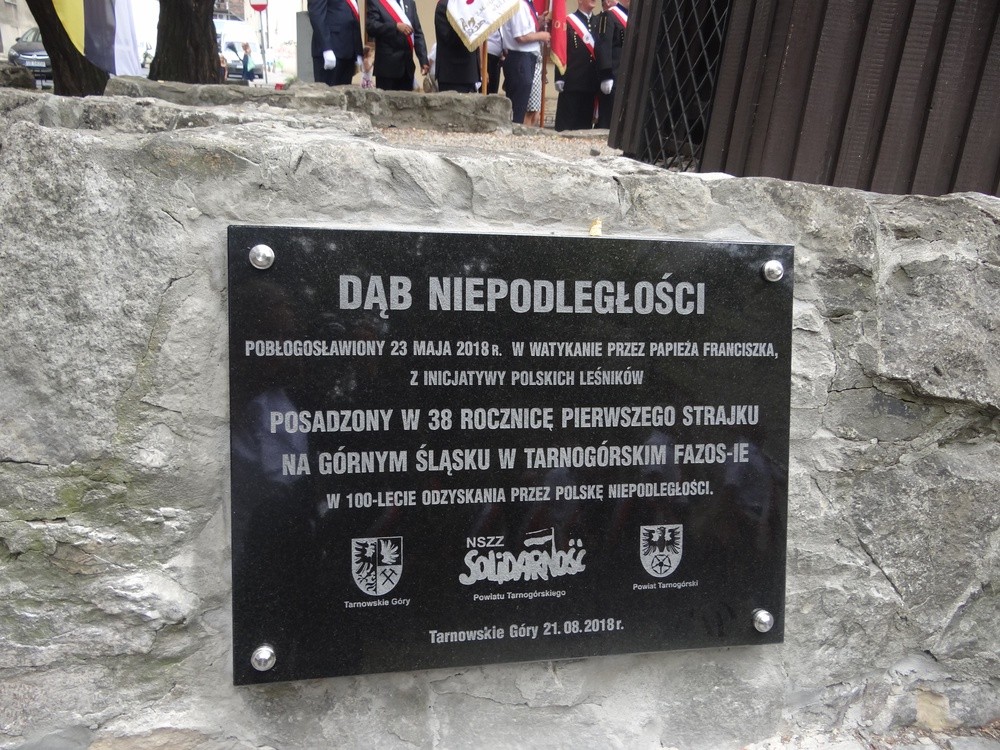 DĄB NIEPODLEGŁOŚCI
POBŁOGOSŁAWIONY 23 MAJA 2018 R. W WATYKANIE PRZEZ PAPIEŻA FRANCISZKA,
Z INICJATYWY POLSKICH LEŚNIKÓW
POSADZONY W 38 ROCZNICĘ PIERWSZEGO STRAJKU
NA GÓRNYM ŚLĄSKU W TARNOGÓRSKIM FAZOS-IE
W 100-LECIE ODZYSKANIA PRZEZ POLSKĘ NIEPODLEGŁOŚCI.
Tarnowskie Góry
NSZZ
SOLIDARNOŚĆ
Powiatu Tarnogórskiego
Powiat Tarnogórski
Tarnowskie Góry 21.08.2018 r.